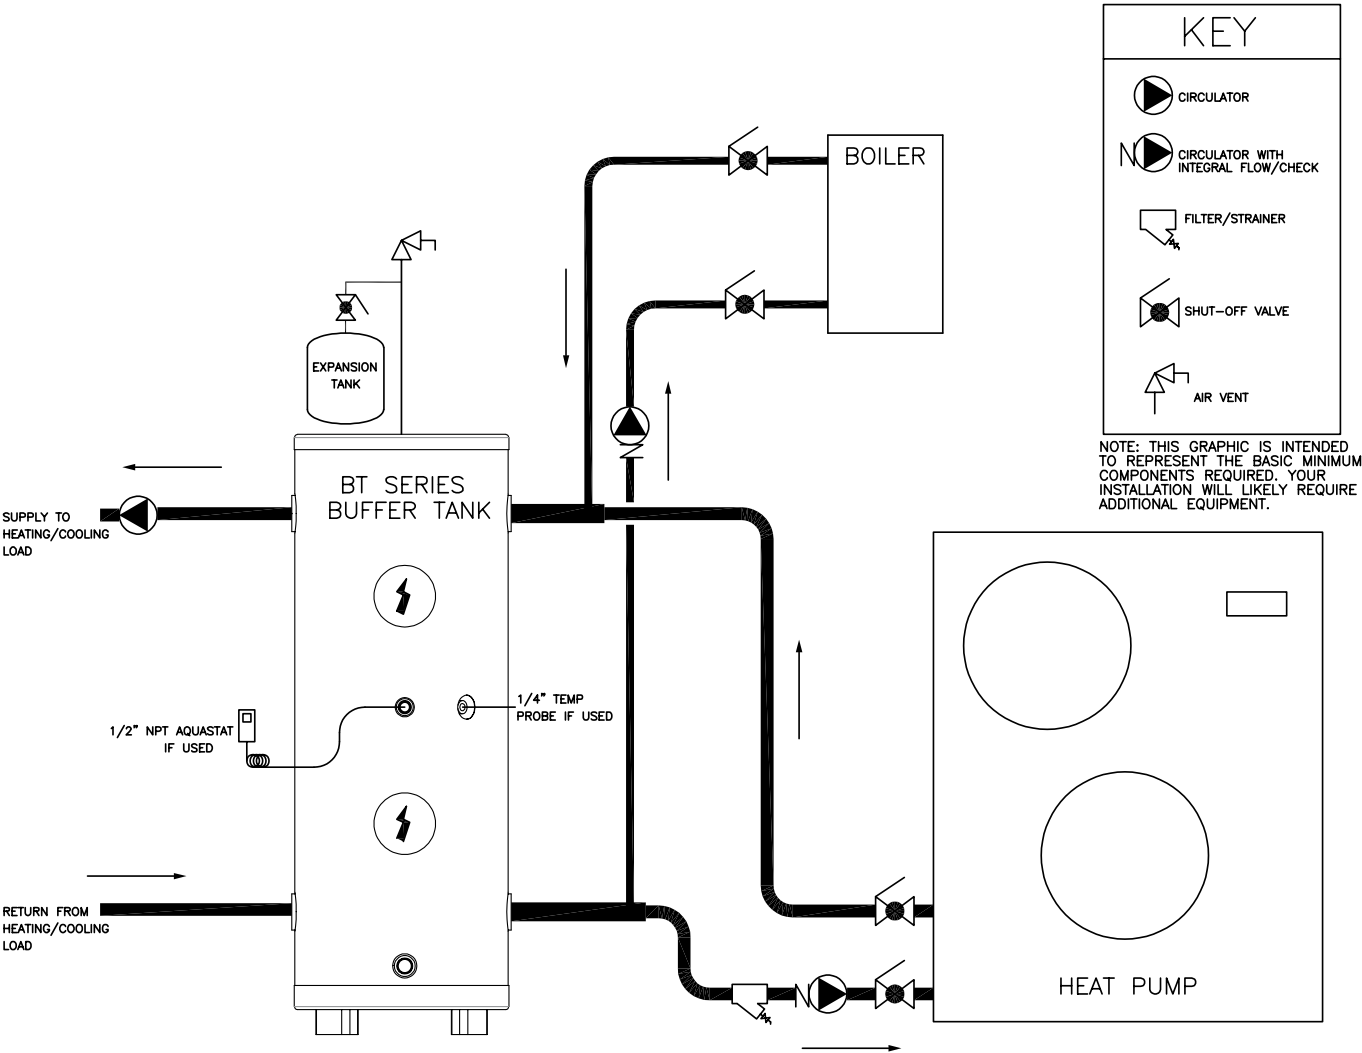 KEY
CIRCULATOR
N
CIRCULATOR WITH
INTEGRAL FLOW/CHECK
FILTER/STRAINER
SHUT-OFF VALVE
AIR VENT
NOTE: THIS GRAPHIC IS INTENDED
TO REPRESENT THE BASIC MINIMUM
COMPONENTS REQUIRED. YOUR
INSTALLATION WILL LIKELY REQUIRE
ADDITIONAL EQUIPMENT.
BOILER
EXPANSION
TANK
BT SERIES
BUFFER TANK
SUPPLY TO
HEATING/COOLING
LOAD
N
1/4" TEMP
PROBE IF USED
1/2" NPT AQUASTAT
IF USED
RETURN FROM
HEATING/COOLING
LOAD
N
HEAT PUMP